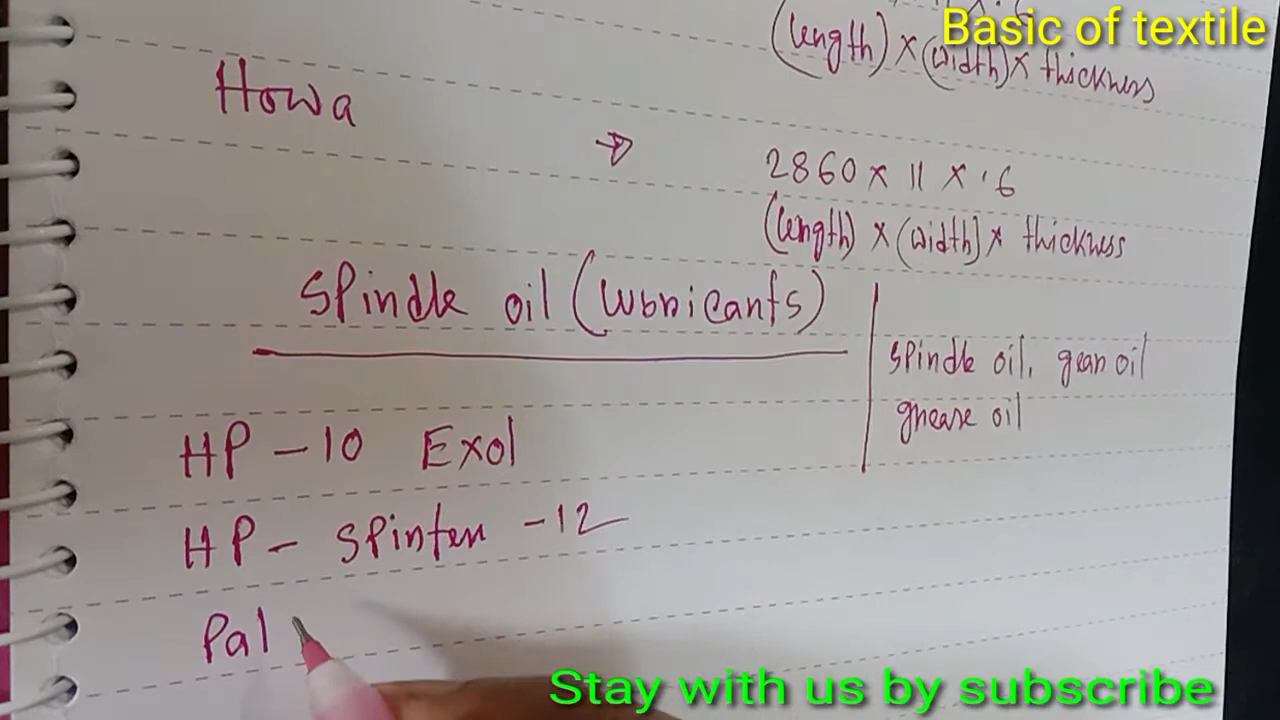 Basic of textile
(length) × (width) × thickness
Howa → 2860 × 11 × .6
(length) × (width) × thickness
Spindle oil (Lubricants)
spindle oil, gear oil
grease oil
HP - 10 Exol
HP - Spinten - 12
Pal
Stay with us by subscribe